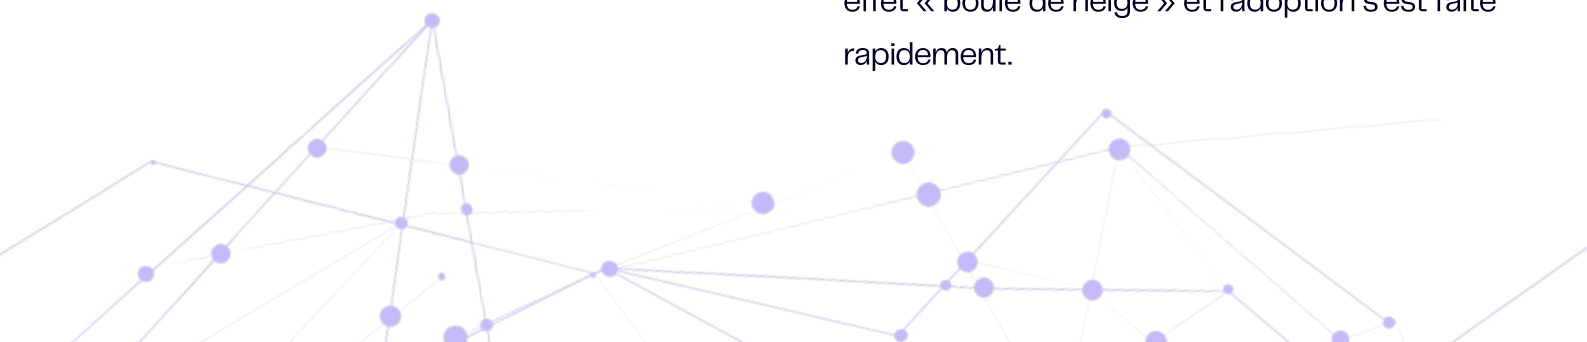 effet « boule de neige » et l'adoption s'est faite
rapidement.